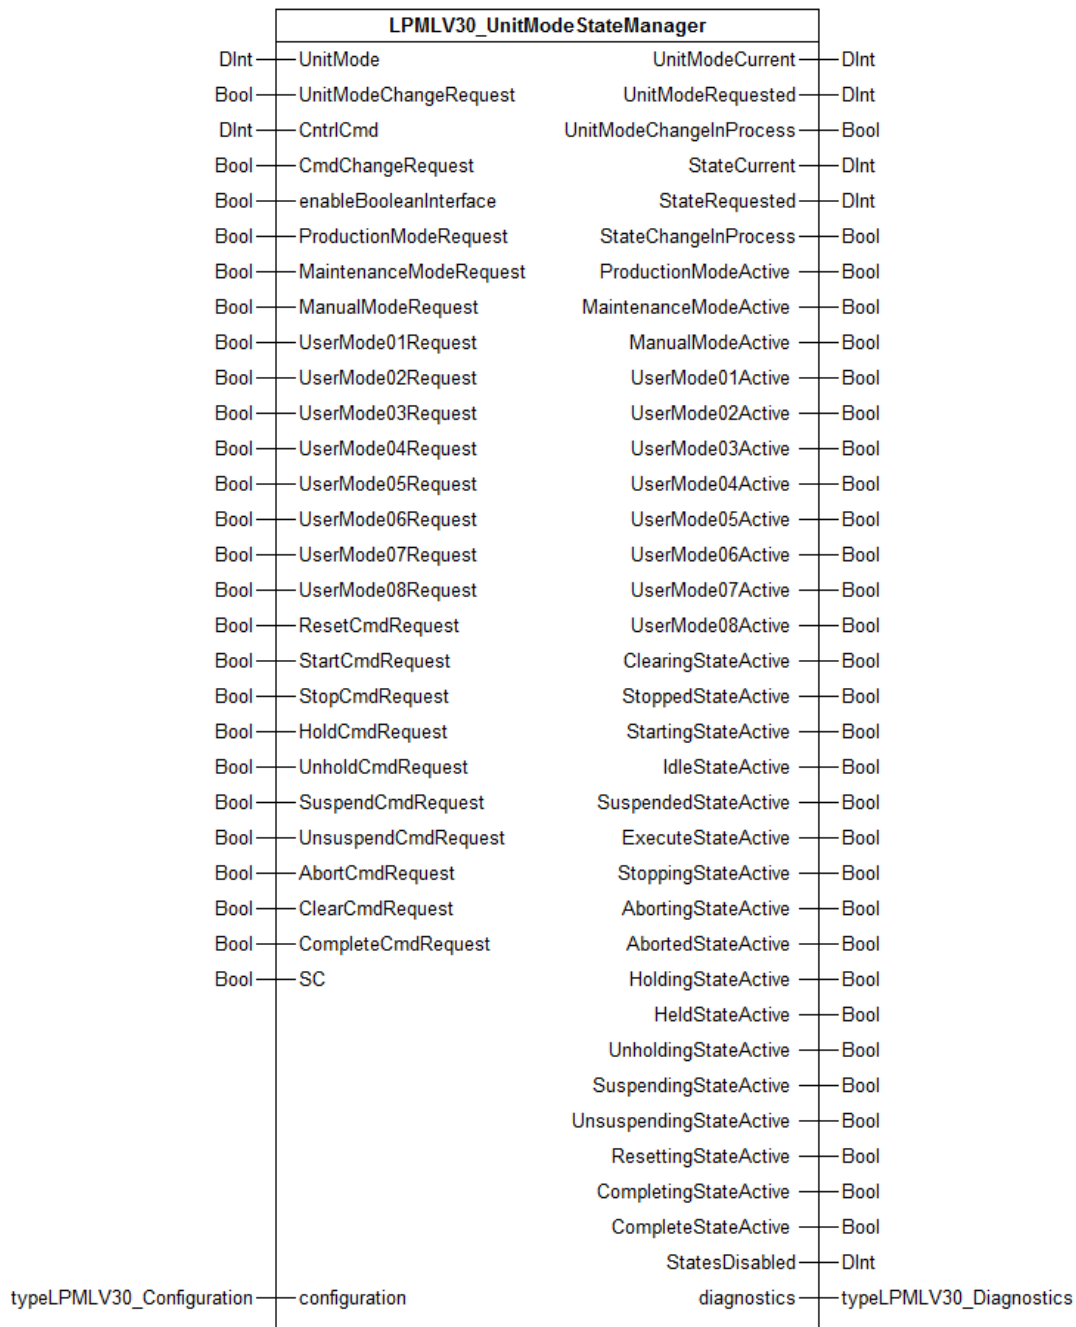 LPMLV30_UnitModeStateManager
DInt UnitMode UnitModeCurrent DInt
Bool UnitModeChangeRequest UnitModeRequested DInt
DInt CntrlCmd UnitModeChangeInProcess Bool
Bool CmdChangeRequest StateCurrent DInt
Bool enableBooleanInterface StateRequested DInt
Bool ProductionModeRequest StateChangeInProcess Bool
Bool MaintenanceModeRequest ProductionModeActive Bool
Bool ManualModeRequest MaintenanceModeActive Bool
Bool UserMode01Request ManualModeActive Bool
Bool UserMode02Request UserMode01Active Bool
Bool UserMode03Request UserMode02Active Bool
Bool UserMode04Request UserMode03Active Bool
Bool UserMode05Request UserMode04Active Bool
Bool UserMode06Request UserMode05Active Bool
Bool UserMode07Request UserMode06Active Bool
Bool UserMode08Request UserMode07Active Bool
Bool ResetCmdRequest UserMode08Active Bool
Bool StartCmdRequest ClearingStateActive Bool
Bool StopCmdRequest StoppedStateActive Bool
Bool HoldCmdRequest StartingStateActive Bool
Bool UnholdCmdRequest IdleStateActive Bool
Bool SuspendCmdRequest SuspendedStateActive Bool
Bool UnsuspendCmdRequest ExecuteStateActive Bool
Bool AbortCmdRequest StoppingStateActive Bool
Bool ClearCmdRequest AbortingStateActive Bool
Bool CompleteCmdRequest AbortedStateActive Bool
Bool SC HoldingStateActive Bool
HeldStateActive Bool
UnholdingStateActive Bool
SuspendingStateActive Bool
UnsuspendingStateActive Bool
ResettingStateActive Bool
CompletingStateActive Bool
CompleteStateActive Bool
StatesDisabled DInt
typeLPMLV30_Configuration configuration diagnostics typeLPMLV30_Diagnostics